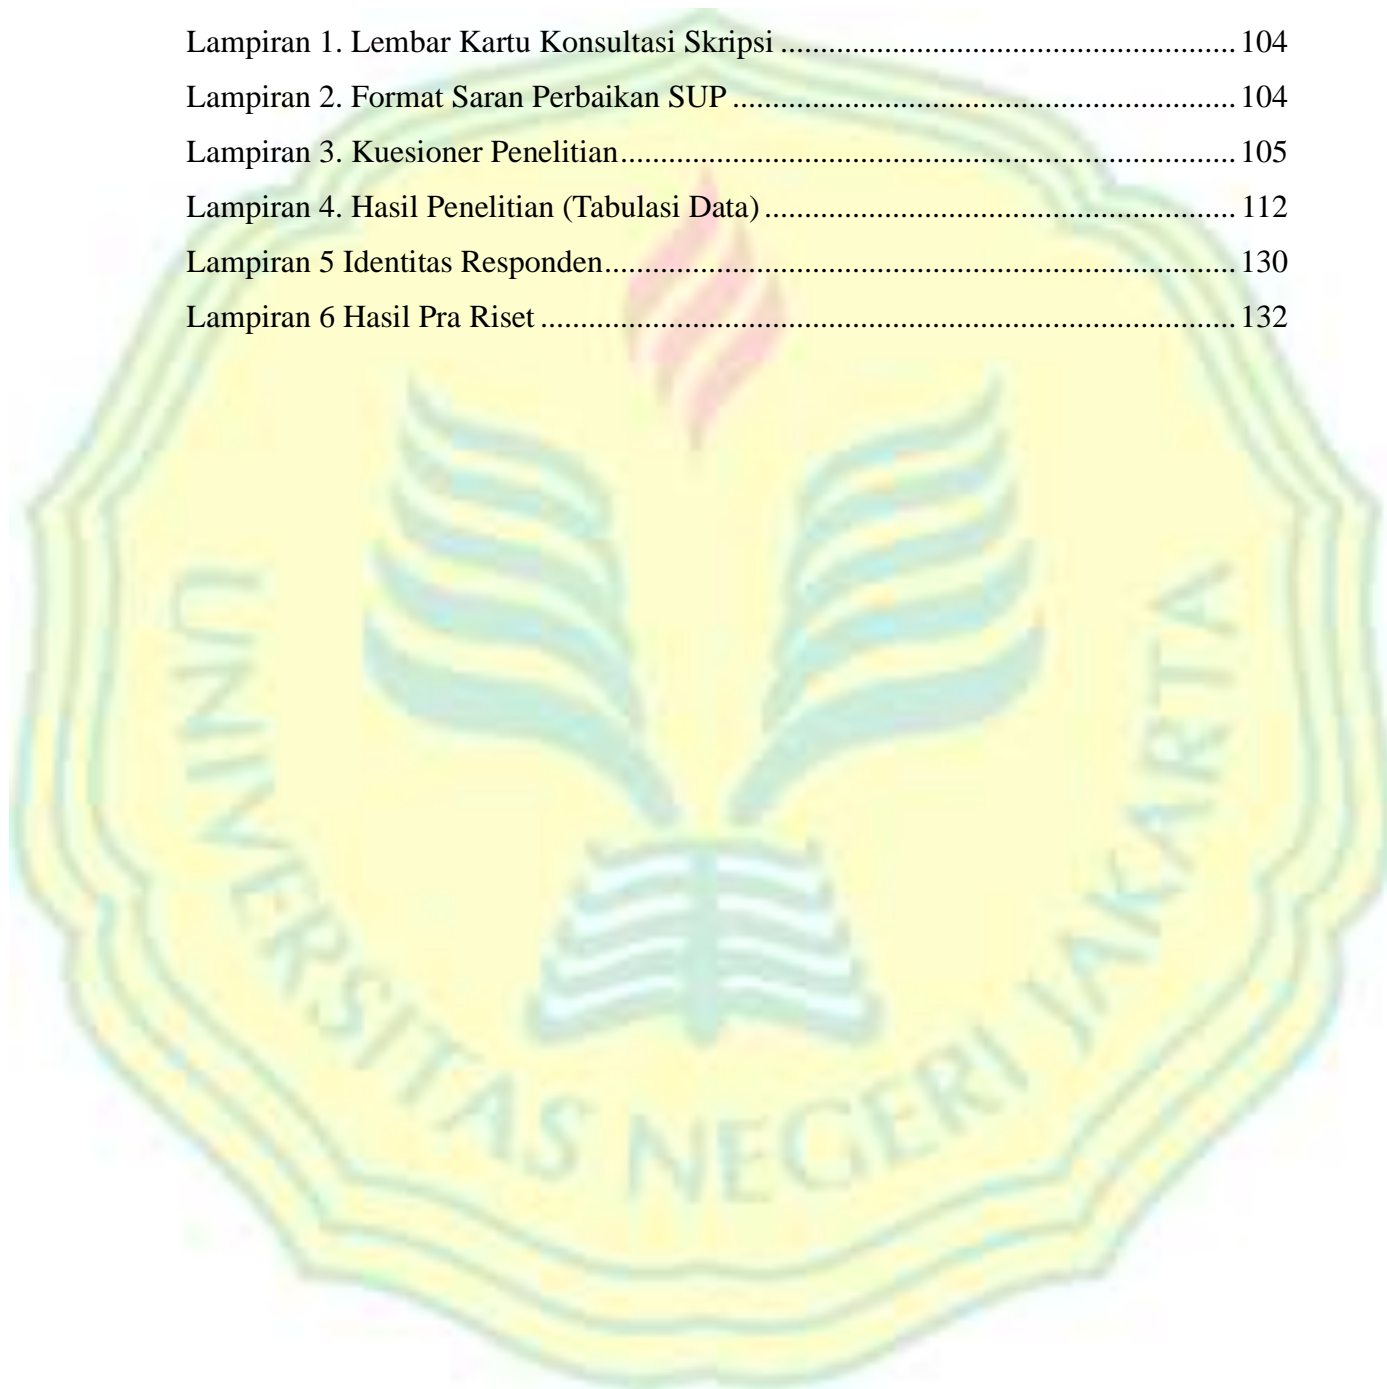 Lampiran 1. Lembar Kartu Konsultasi Skripsi ......................................................... 104
Lampiran 2. Format Saran Perbaikan SUP ............................................................... 104
Lampiran 3. Kuesioner Penelitian............................................................................. 105
Lampiran 4. Hasil Penelitian (Tabulasi Data) ........................................................... 112
Lampiran 5 Identitas Responden............................................................................... 130
Lampiran 6 Hasil Pra Riset ....................................................................................... 132
UNIVERSITAS NEGERI JAKARTA